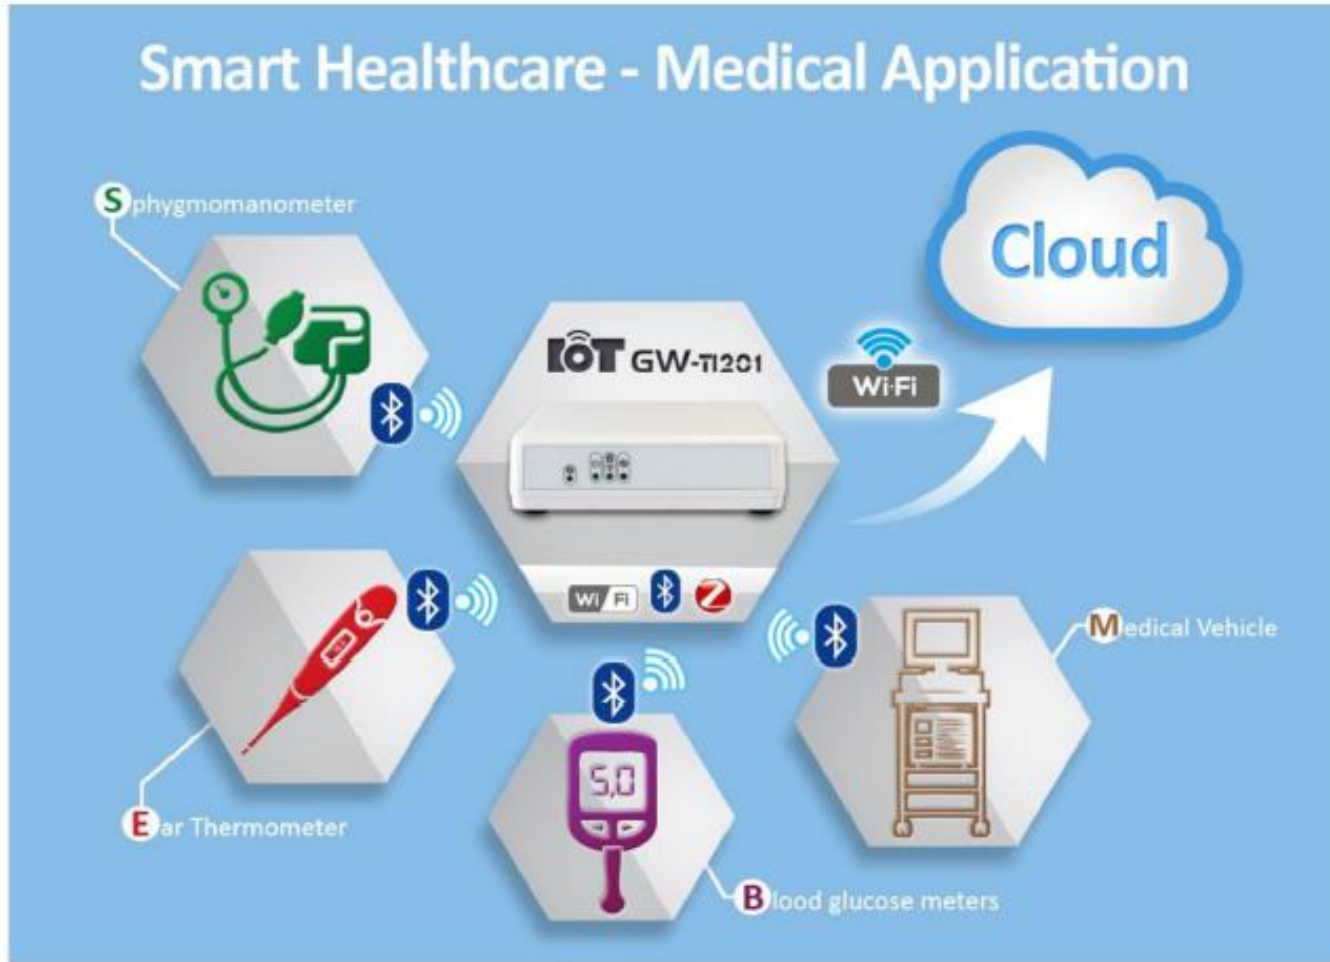 Smart Healthcare - Medical Application
Sphygmomanometer
Cloud
IOT GW-TI201
Wi-Fi
Wi Fi
Medical Vehicle
5,0
Ear Thermometer
Blood glucose meters